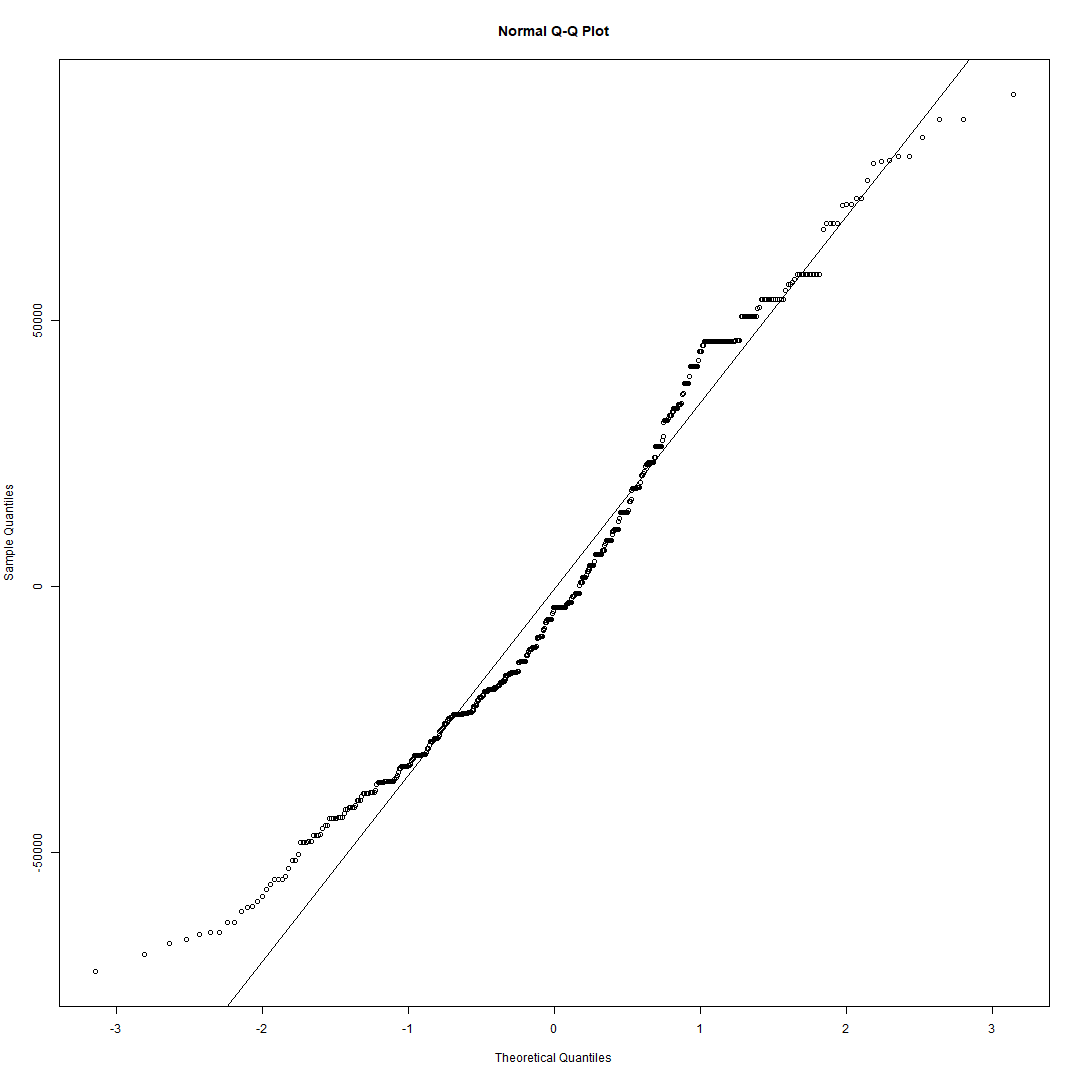 Normal Q-Q Plot
50000
0
-50000
Sample Quantiles
-3 -2 -1 0 1 2 3
Theoretical Quantiles